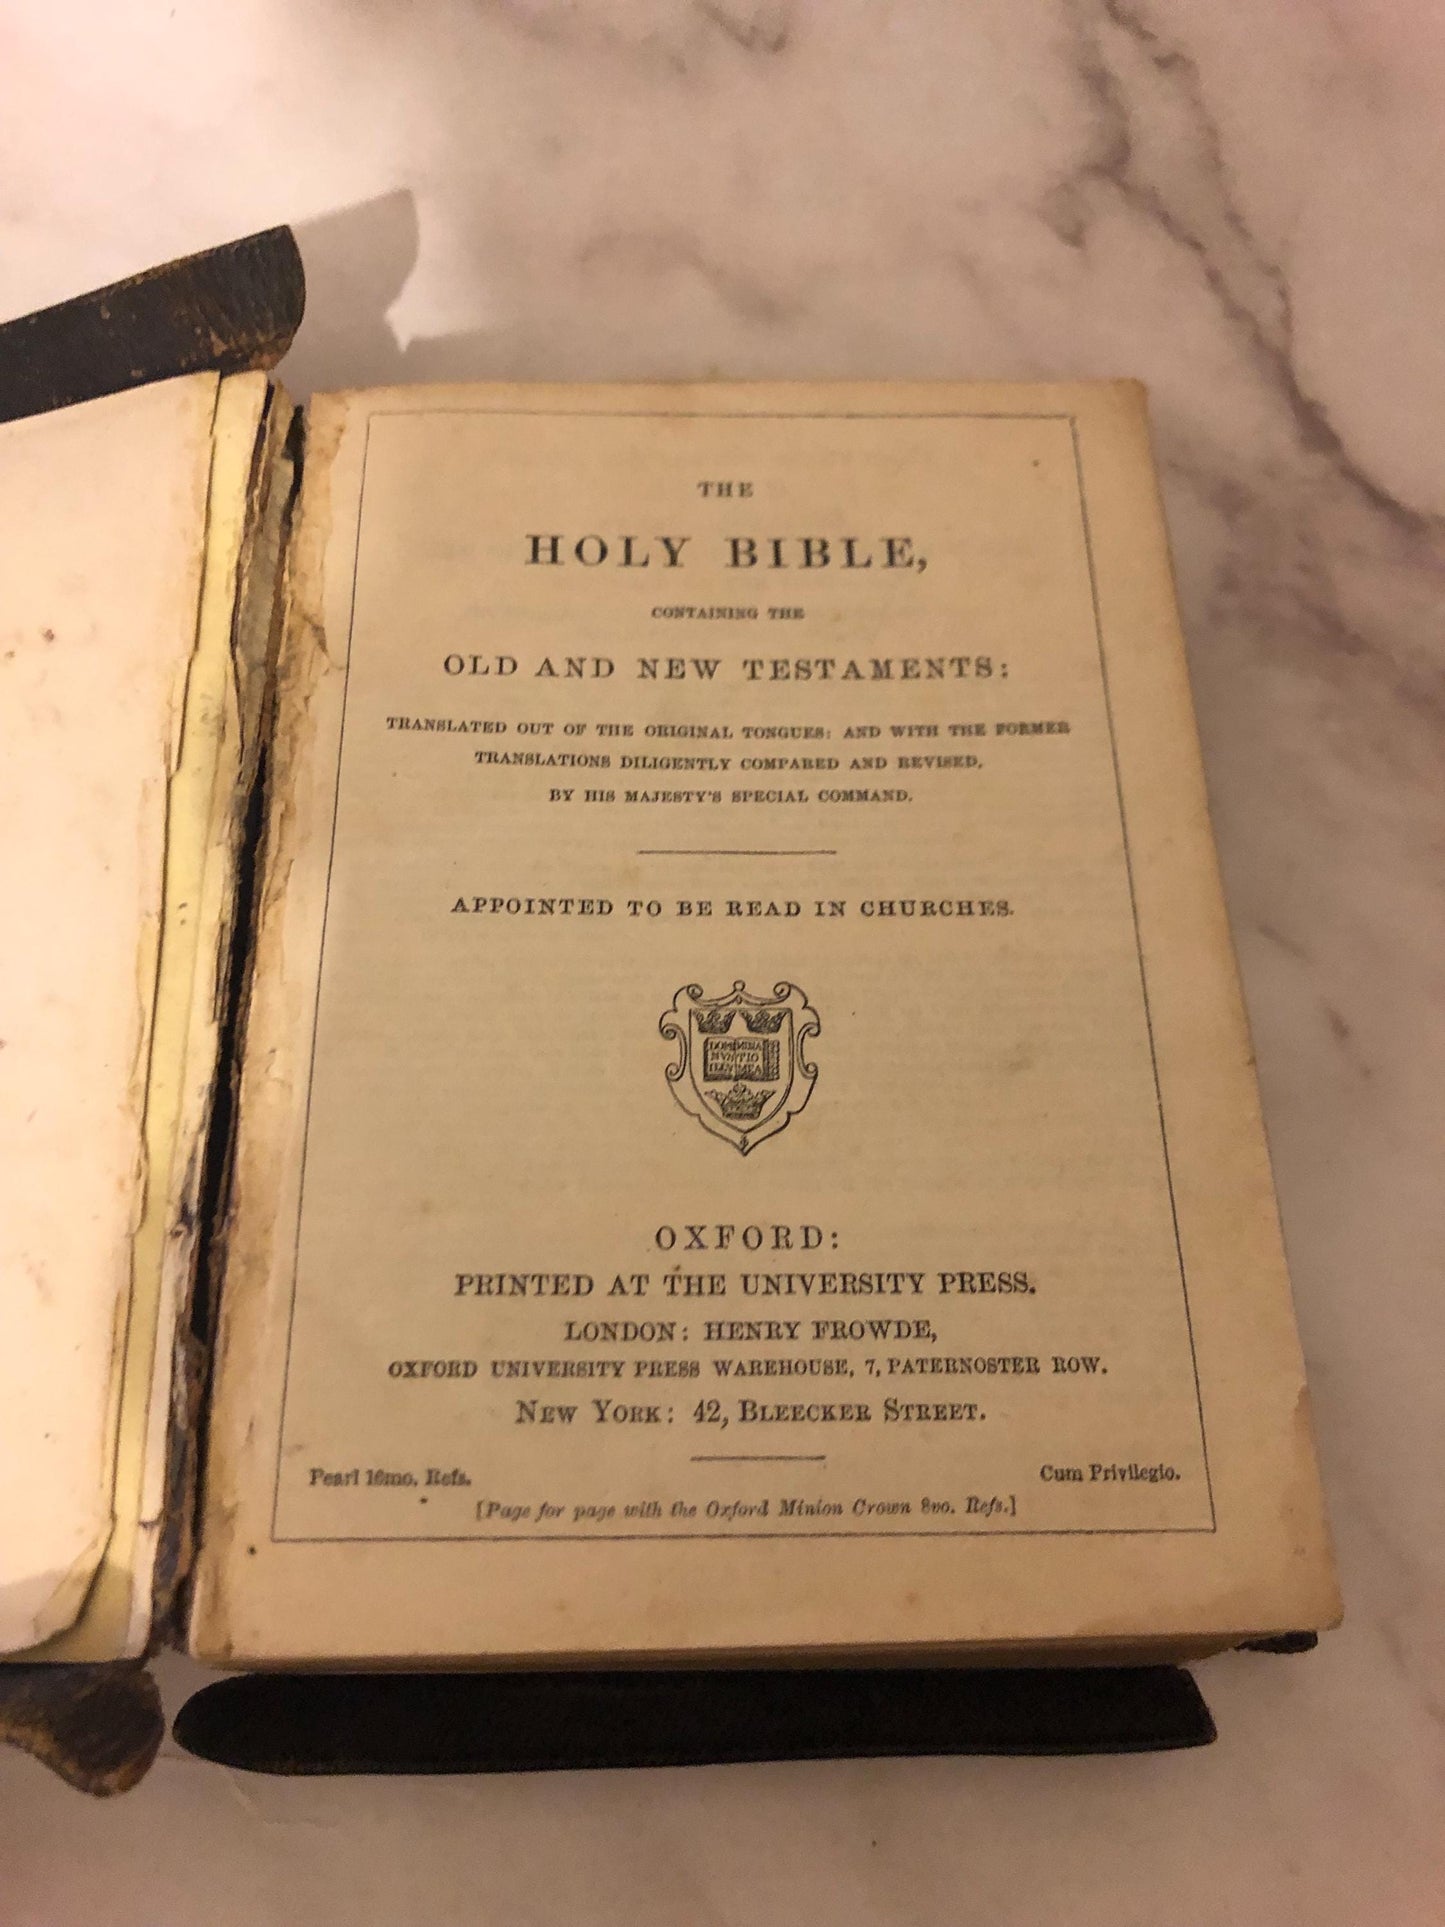 THE
HOLY BIBLE,
CONTAINING THE
OLD AND NEW TESTAMENTS:
TRANSLATED OUT OF THE ORIGINAL TONGUES: AND WITH THE FORMER
TRANSLATIONS DILIGENTLY COMPARED AND REVISED,
BY HIS MAJESTY'S SPECIAL COMMAND.
APPOINTED TO BE READ IN CHURCHES.
DOMIMINA
NVSTIO
ILLVMEA
OXFORD:
PRINTED AT THE UNIVERSITY PRESS.
LONDON: HENRY FROWDE,
OXFORD UNIVERSITY PRESS WAREHOUSE, 7, PATERNOSTER ROW.
NEW YORK: 42, BLEECKER STREET.
Pearl 16mo. Refs.
Cum Privilegio.
[Page for page with the Oxford Minion Crown 8vo. Refs.]